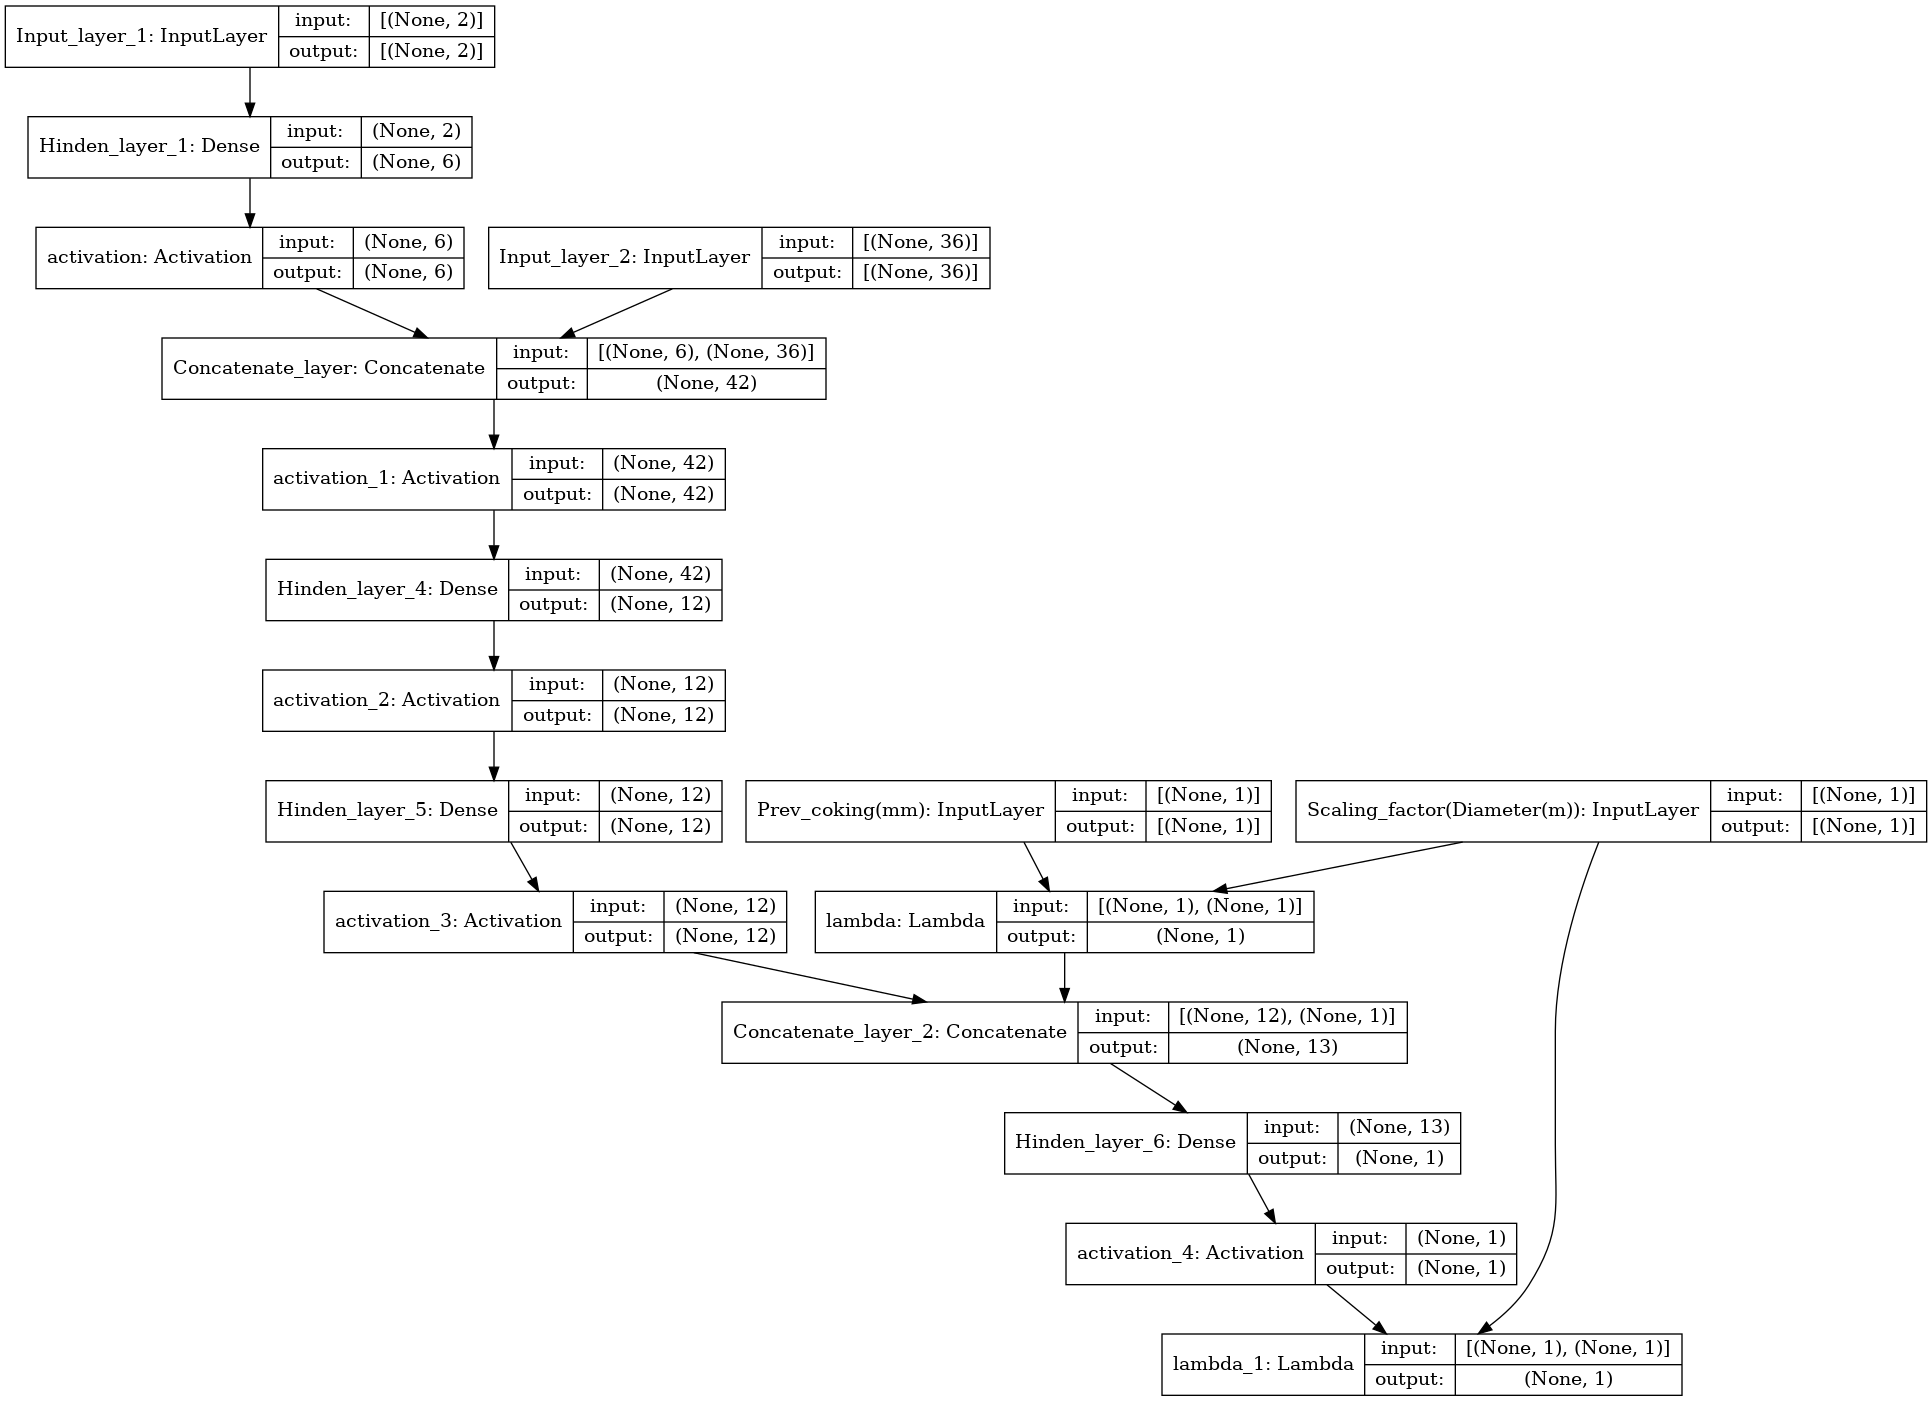 Input_layer_1: InputLayer
input:
[(None, 2)]
output:
[(None, 2)]
Hinden_layer_1: Dense
input:
(None, 2)
output:
(None, 6)
activation: Activation
input:
(None, 6)
output:
(None, 6)
Input_layer_2: InputLayer
input:
[(None, 36)]
output:
[(None, 36)]
Concatenate_layer: Concatenate
input:
[(None, 6), (None, 36)]
output:
(None, 42)
activation_1: Activation
input:
(None, 42)
output:
(None, 42)
Hinden_layer_4: Dense
input:
(None, 42)
output:
(None, 12)
activation_2: Activation
input:
(None, 12)
output:
(None, 12)
Hinden_layer_5: Dense
input:
(None, 12)
output:
(None, 12)
Prev_coking(mm): InputLayer
input:
[(None, 1)]
output:
[(None, 1)]
Scaling_factor(Diameter(m)): InputLayer
input:
[(None, 1)]
output:
[(None, 1)]
activation_3: Activation
input:
(None, 12)
output:
(None, 12)
lambda: Lambda
input:
[(None, 1), (None, 1)]
output:
(None, 1)
Concatenate_layer_2: Concatenate
input:
[(None, 12), (None, 1)]
output:
(None, 13)
Hinden_layer_6: Dense
input:
(None, 13)
output:
(None, 1)
activation_4: Activation
input:
(None, 1)
output:
(None, 1)
lambda_1: Lambda
input:
[(None, 1), (None, 1)]
output:
(None, 1)